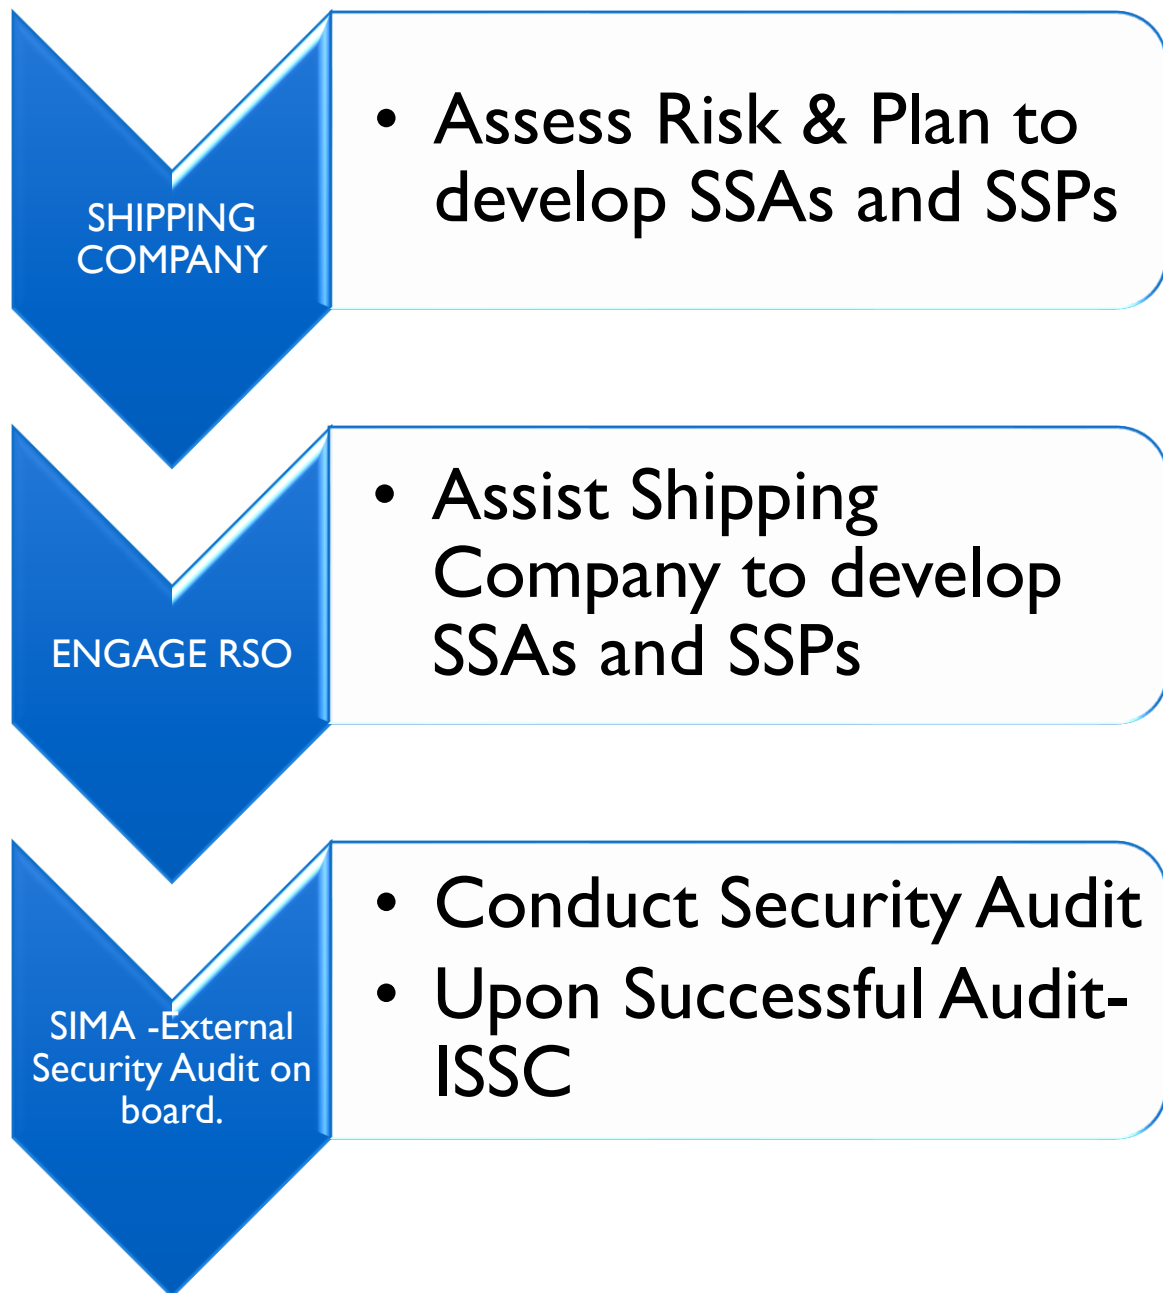 SHIPPING
COMPANY
• Assess Risk & Plan to
develop SSAs and SSPs
ENGAGE RSO
• Assist Shipping
Company to develop
SSAs and SSPs
SIMA -External
Security Audit on
board.
• Conduct Security Audit
• Upon Successful Audit-
ISSC